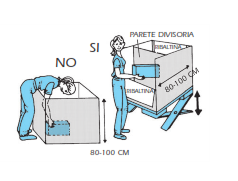 PARETE DIVISORIA
SI
RIBALTINA
NO
80-100 CM
RIBALTINA
80-100 CM